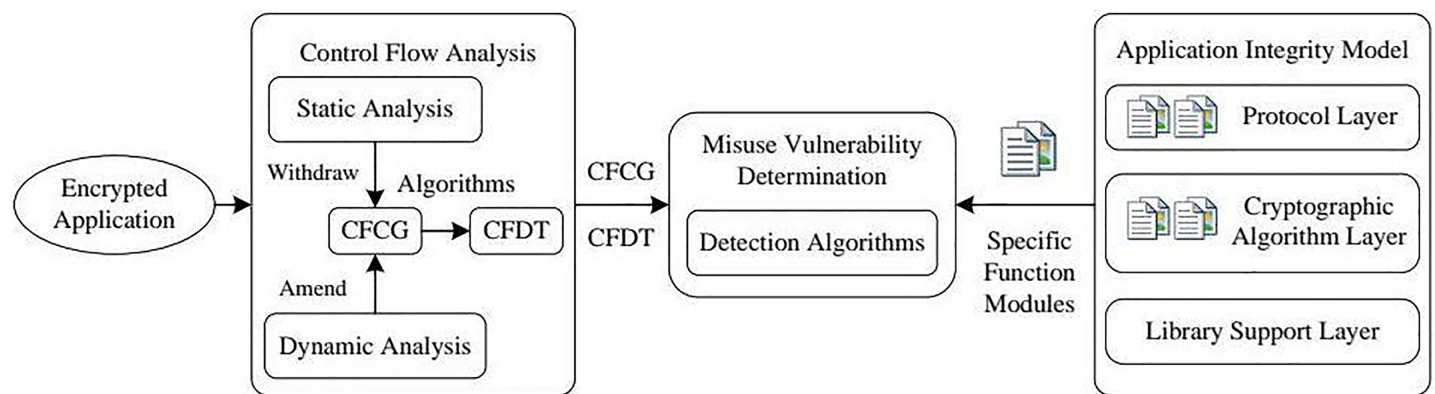 Encrypted
Application
Control Flow Analysis
Static Analysis
Withdraw
Algorithms
CFCG
CFDT
Amend
Dynamic Analysis
CFCG
CFDT
Misuse Vulnerability
Determination
Detection Algorithms
Specific
Function
Modules
Application Integrity Model
Protocol Layer
Cryptographic
Algorithm Layer
Library Support Layer